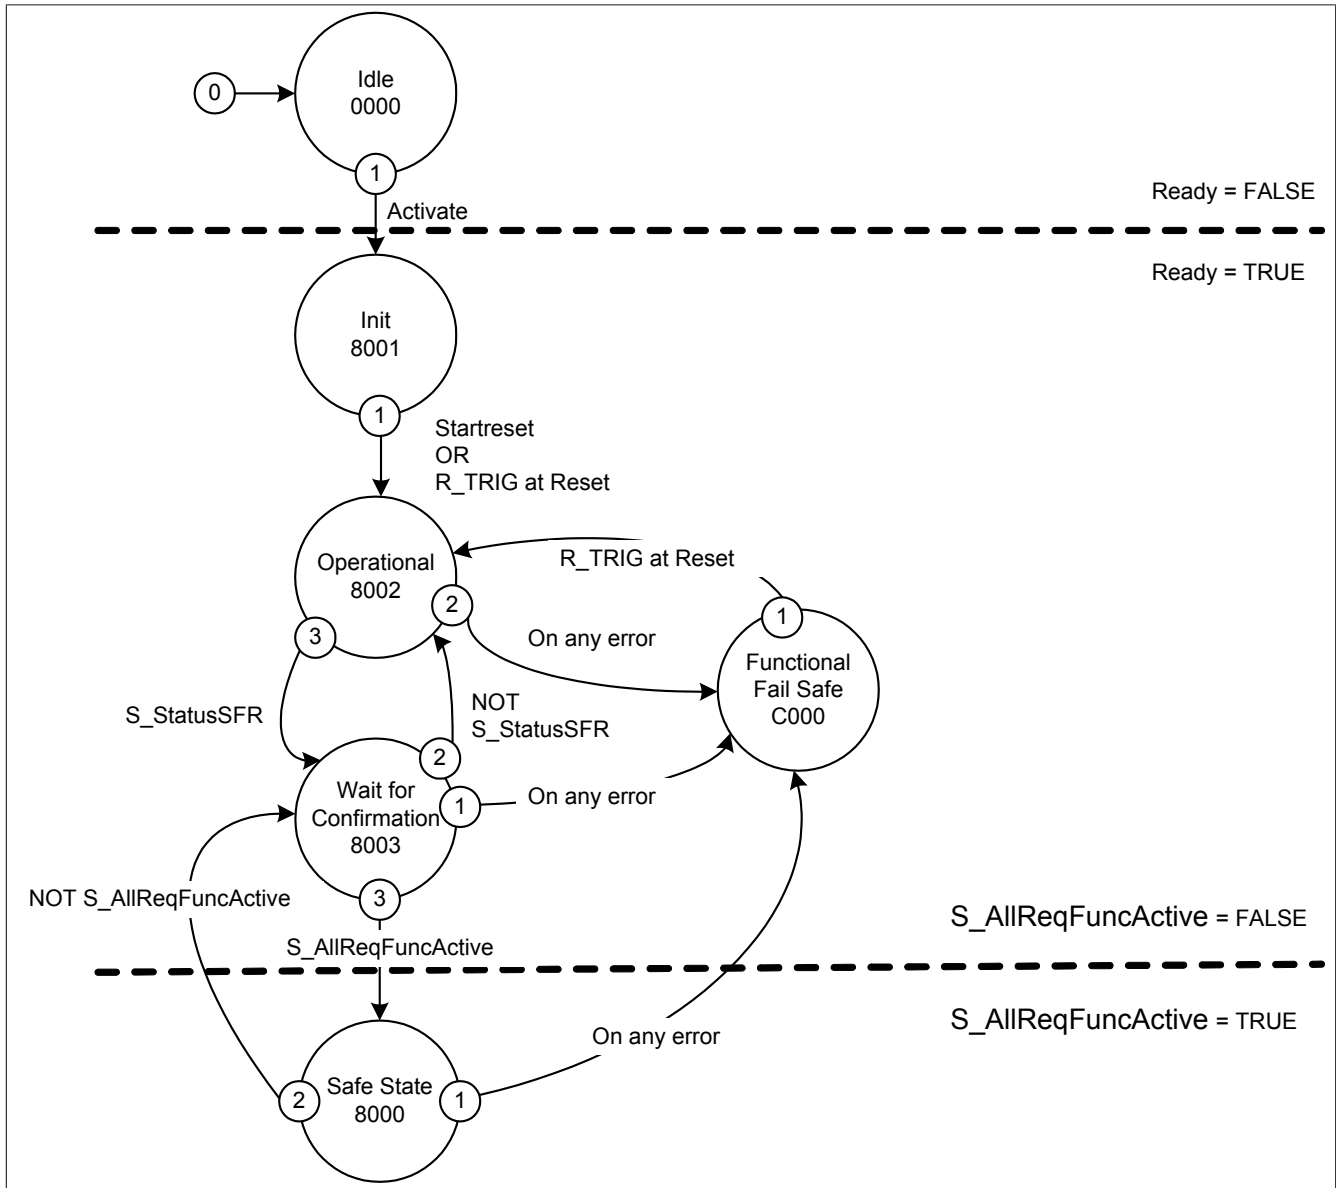 Idle
0000
0
1
Activate
Ready = FALSE
Ready = TRUE
Init
8001
1
Startreset
OR
R_TRIG at Reset
Operational
8002
2
3
R_TRIG at Reset
1
On any error
Functional
Fail Safe
C000
S_StatusSFR
NOT
S_StatusSFR
2
Wait for
Confirmation
8003
1
On any error
3
NOT S_AllReqFuncActive
S_AllReqFuncActive
S_AllReqFuncActive = FALSE
S_AllReqFuncActive = TRUE
On any error
Safe State
8000
2
1